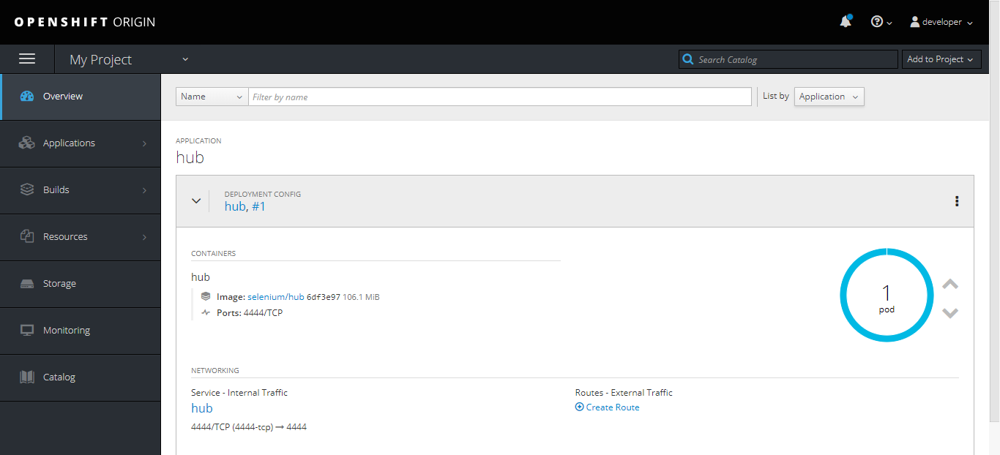 OPENSHIFT ORIGIN
developer
My Project
Search Catalog
Add to Project
Overview
Applications
Builds
Resources
Storage
Monitoring
Catalog
Name
Filter by name
List by
Application
APPLICATION
hub
DEPLOYMENT CONFIG
hub, #1
CONTAINERS
hub
Image: selenium/hub 6df3e97 106.1 MiB
Ports: 4444/TCP
1
pod
NETWORKING
Service - Internal Traffic
hub
4444/TCP (4444-tcp) → 4444
Routes - External Traffic
Create Route